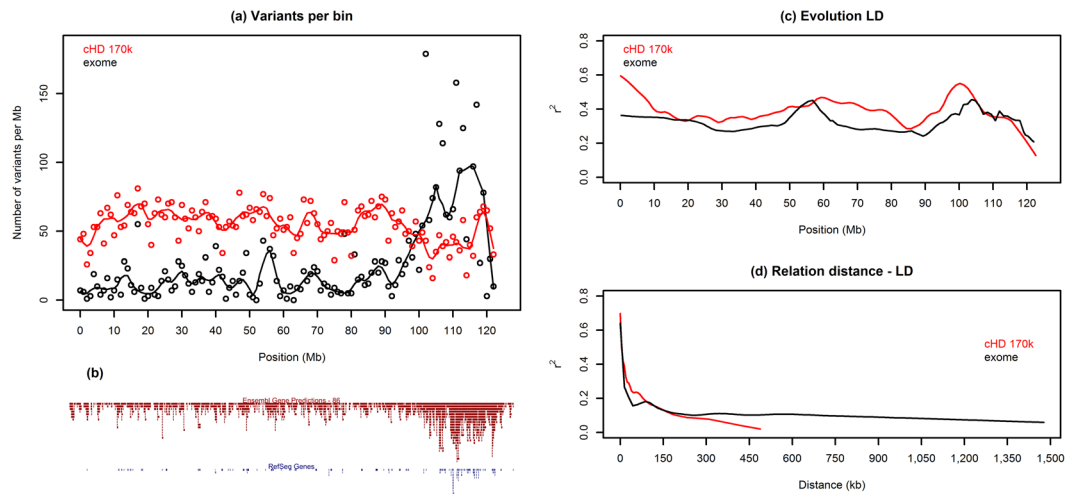 (a) Variants per bin
cHD 170k
exome
Number of variants per Mb
0
50
100
150
0 10 20 30 40 50 60 70 80 90 100 110 120
Position (Mb)
(b)
Ensembl Gene Predictions - 86
RefSeq Genes
(c) Evolution LD
cHD 170k
exome
r2
0.0
0.2
0.4
0.6
0.8
0 10 20 30 40 50 60 70 80 90 100 110 120
Position (Mb)
(d) Relation distance - LD
cHD 170k
exome
r2
0.0
0.2
0.4
0.6
0.8
0 150 300 450 600 750 900 1,050 1,200 1,350 1,500
Distance (kb)